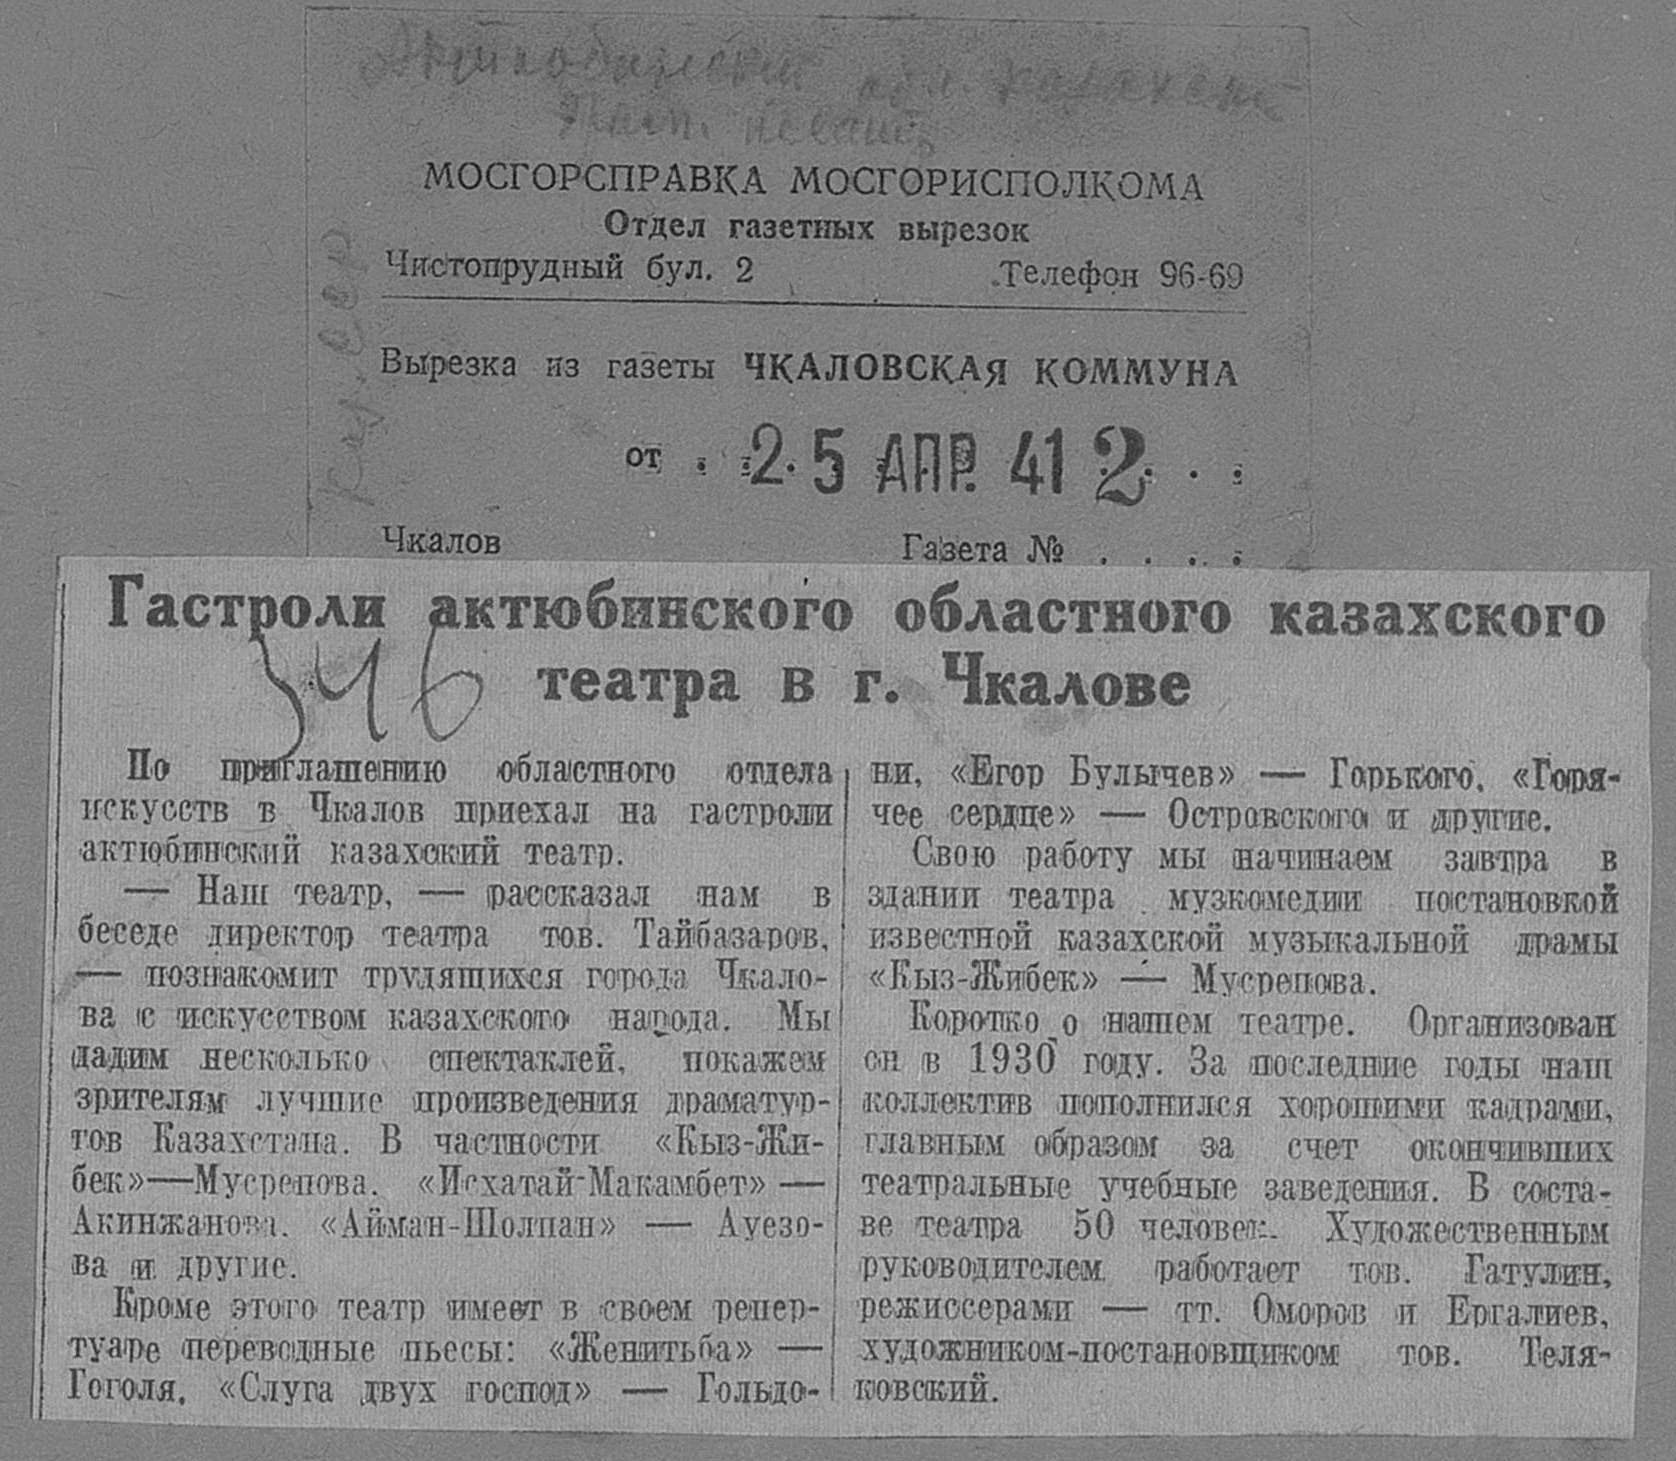 МОСГОРСПРАВКА МОСГОРИСПОЛКОМА
Отдел газетных вырезок
Чистопрудный бул. 2 Телефон 96-69
Вырезка из газеты ЧКАЛОВСКАЯ КОММУНА
от 25 АПР. 41 2
Чкалов Газета №
Гастроли актюбинского областного казахского
театра в г. Чкалове
346
По приглашению областного отдела
искусств в Чкалов приехал на гастроли
актюбинский казахский театр.
— Наш театр, — рассказал нам в
беседе директор театра тов. Тайбазаров,
— познакомит трудящихся города Чкало-
ва с искусством казахского народа. Мы
дадим несколько спектаклей, покажем
зрителям лучшие произведения драматур-
гов Казахстана. В частности «Кыз-Жи-
бек»—Мусрепова. «Исхатай-Макамбет» —
Акинжанова. «Айман-Шолпан» — Ауезо-
ва и другие.
Кроме этого театр имеет в своем репер-
туаре переводные пьесы: «Женитьба» —
Гоголя, «Слуга двух господ» — Гольдо-
ни, «Егор Булычев» — Горького, «Горя-
чее сердце» — Островского и другие.
Свою работу мы начинаем завтра в
здании театра музкомедии постановкой
известной казахской музыкальной драмы
«Кыз-Жибек» — Мусрепова.
Коротко о нашем театре. Организован
он в 1930 году. За последние годы наш
коллектив пополнился хорошими кадрами,
главным образом за счет окончивших
театральные учебные заведения. В соста-
ве театра 50 человек. Художественным
руководителем работает тов. Гатулин,
режиссерами — тт. Оморов и Ергалиев,
художником-постановщиком тов. Теля-
ковский.